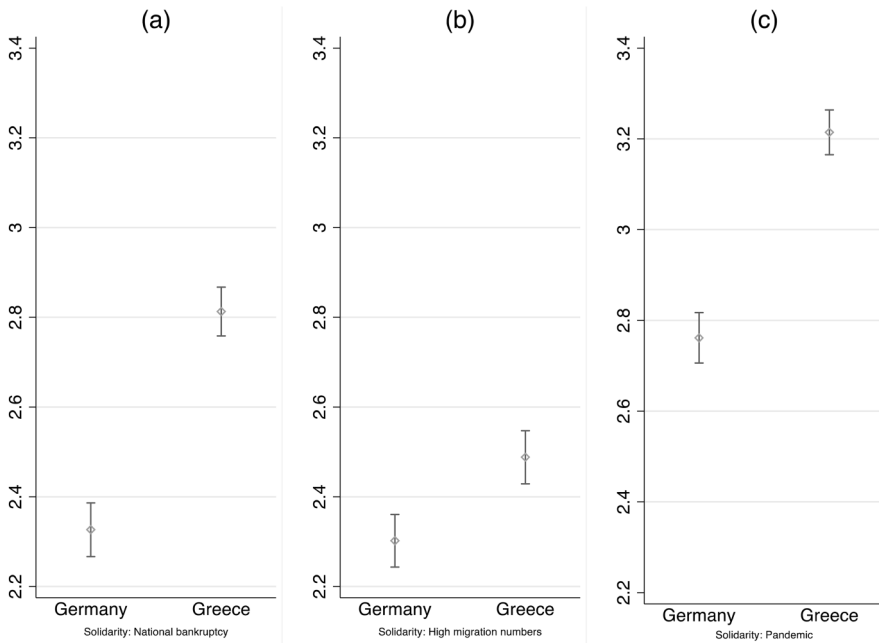 (a)
3.4
3.2
3
2.8
2.6
2.4
2.2
Germany Greece
Solidarity: National bankruptcy
(b)
3.4
3.2
3
2.8
2.6
2.4
2.2
Germany Greece
Solidarity: High migration numbers
(c)
3.4
3.2
3
2.8
2.6
2.4
2.2
Germany Greece
Solidarity: Pandemic